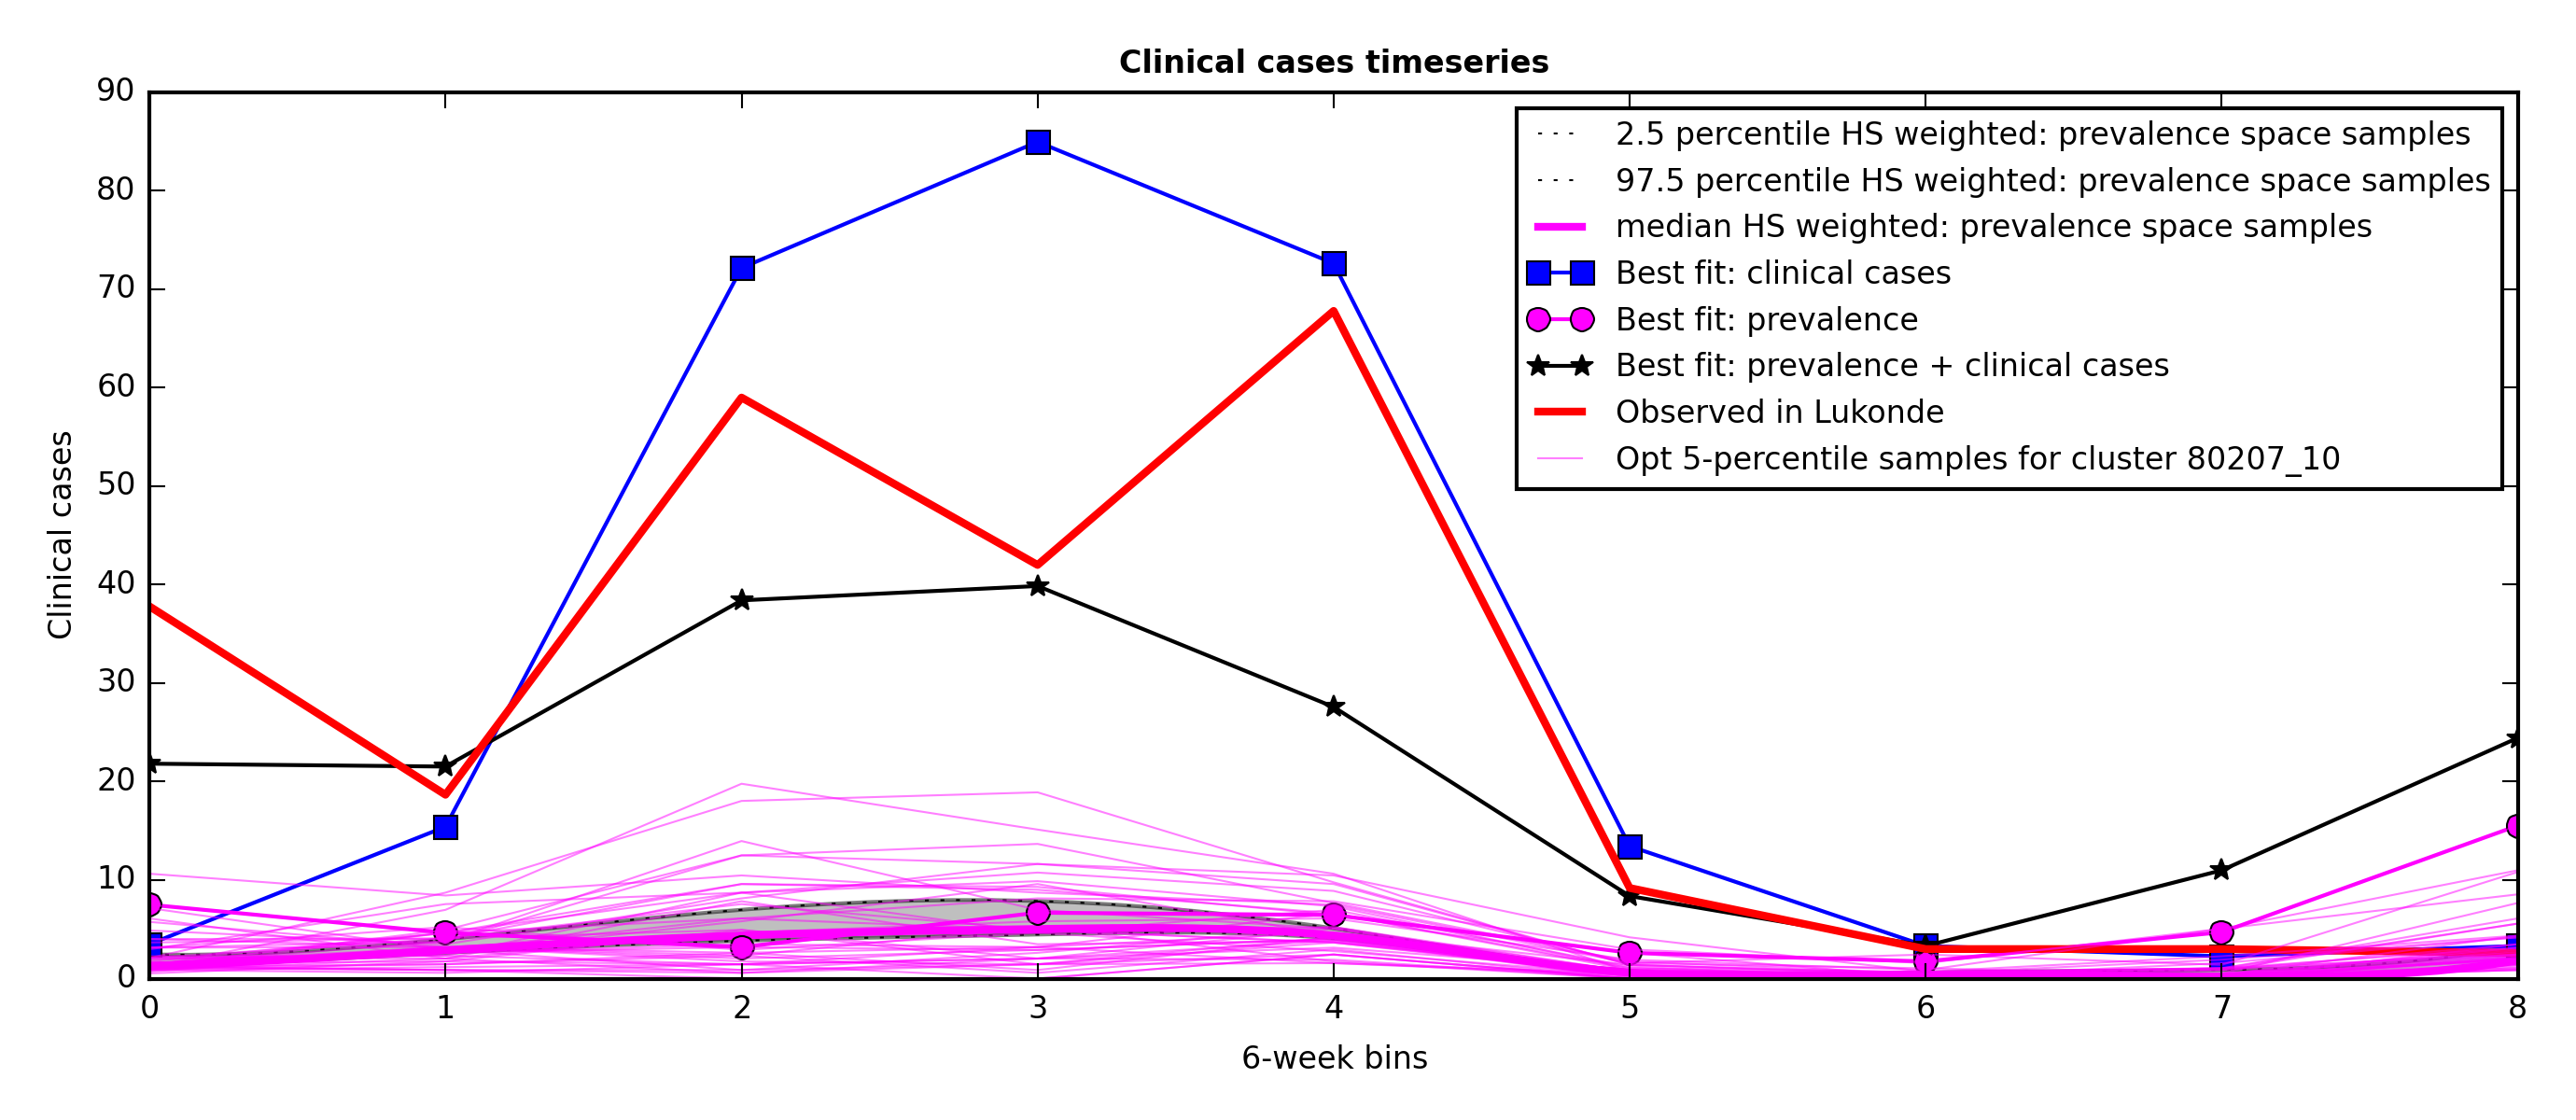 Clinical cases timeseries
90
80
70
60
50
40
30
20
10
0
Clinical cases
2.5 percentile HS weighted: prevalence space samples
97.5 percentile HS weighted: prevalence space samples
median HS weighted: prevalence space samples
Best fit: clinical cases
Best fit: prevalence
Best fit: prevalence + clinical cases
Observed in Lukonde
Opt 5-percentile samples for cluster 80207_10
0 1 2 3 4 5 6 7 8
6-week bins